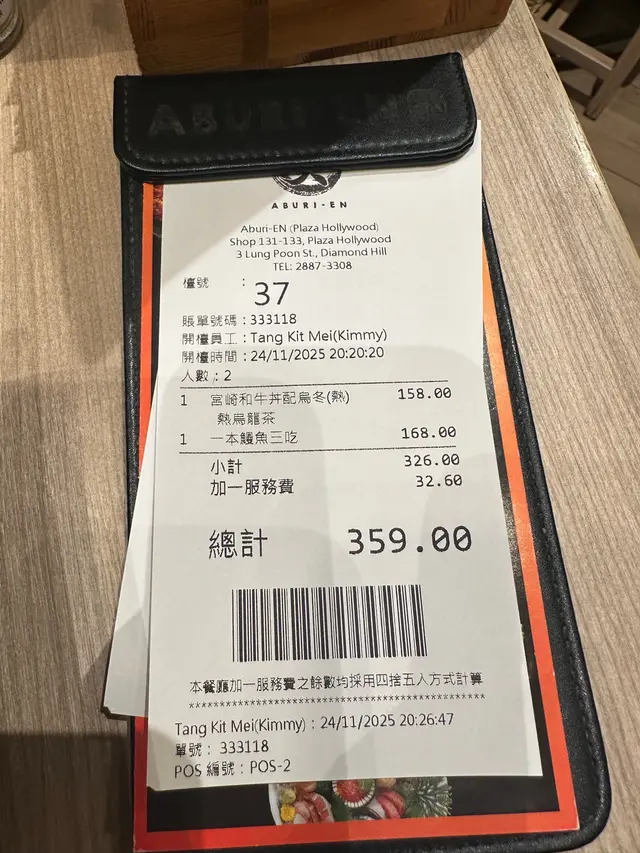 ABURI-EN
ABURI-EN
Aburi-EN (Plaza Hollywood)
Shop 131-133, Plaza Hollywood
3 Lung Poon St., Diamond Hill
TEL: 2887-3308
檯號 : 37
賬單號碼 : 333118
開檯員工 : Tang Kit Mei(Kimmy)
開檯時間 : 24/11/2025 20:20:20
人數 : 2
1 宮崎和牛丼配烏冬(熱) 158.00
熱烏龍茶
1 一本鰻魚三吃 168.00
小計 326.00
加一服務費 32.60
總計 359.00
本餐廳加一服務費之餘數均採用四捨五入方式計算
Tang Kit Mei(Kimmy) : 24/11/2025 20:26:47
單號 : 333118
POS 編號 : POS-2